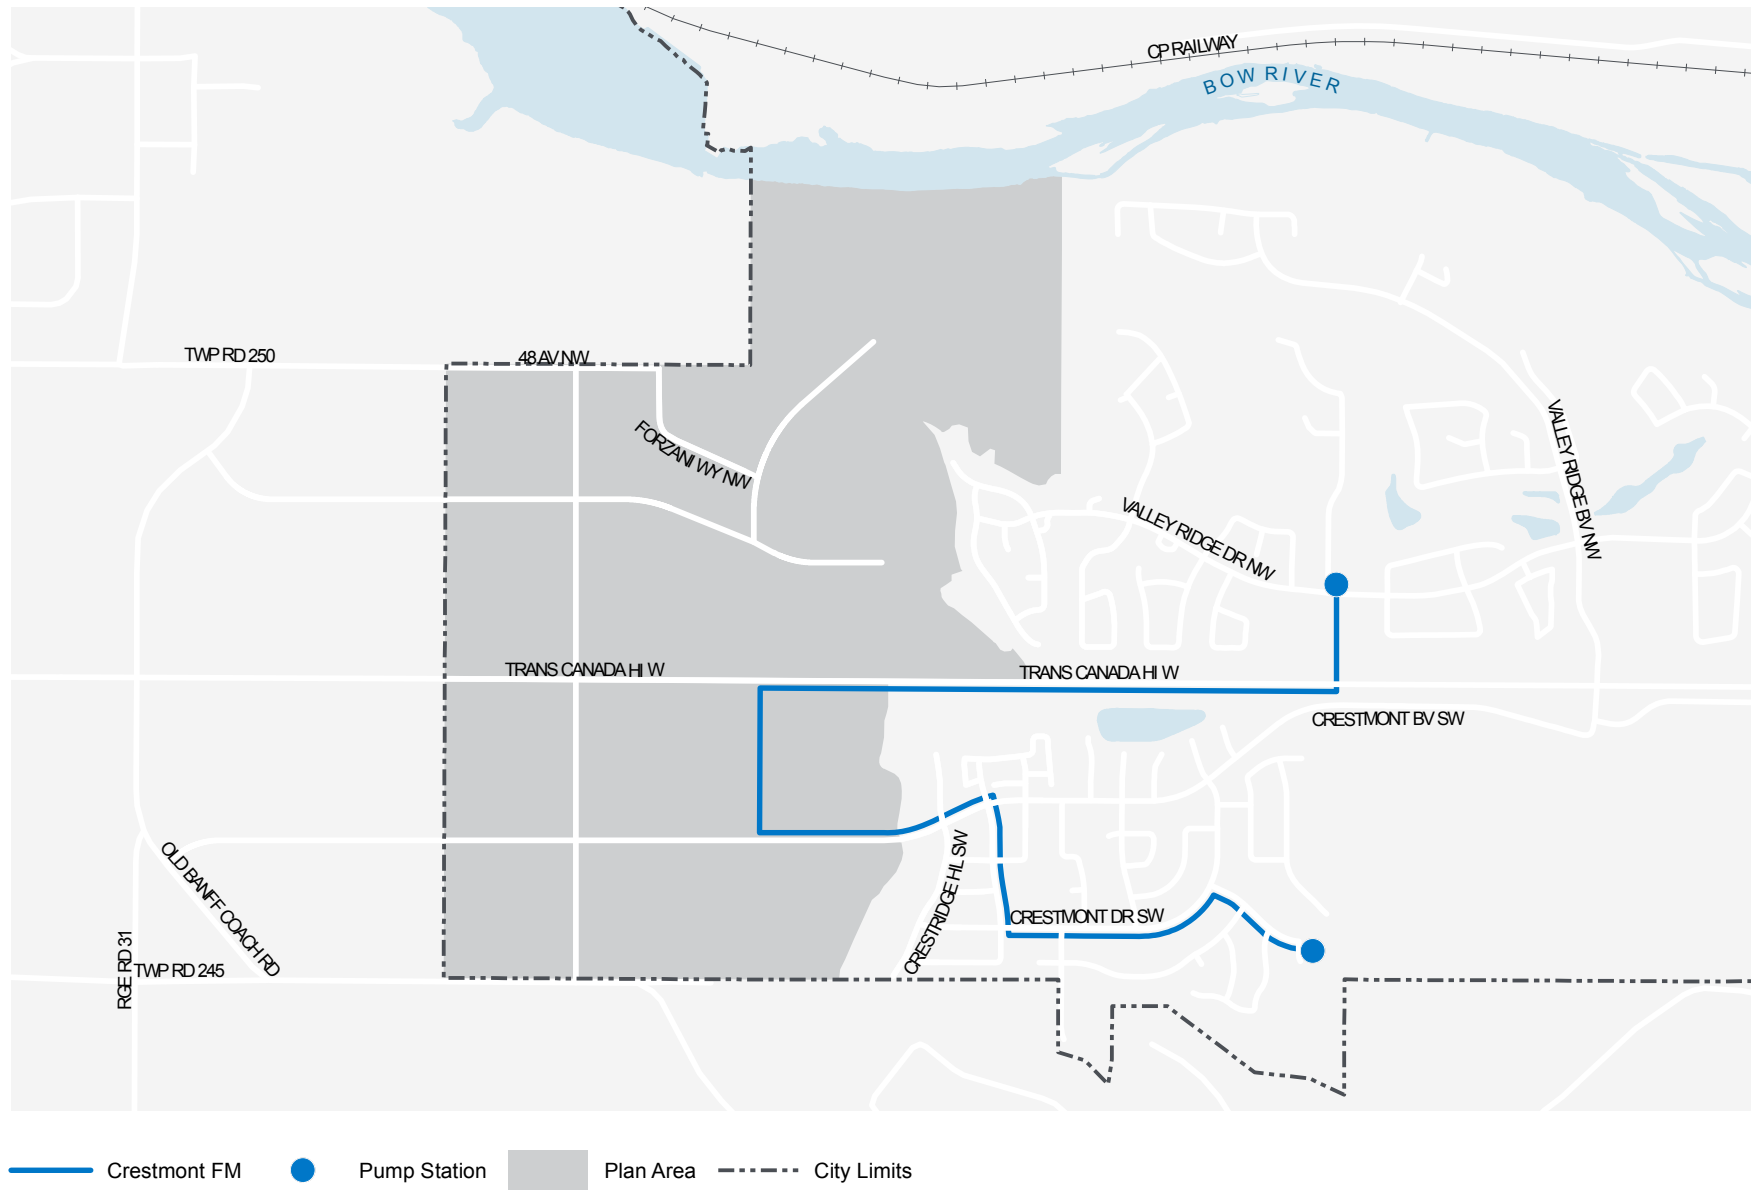 CP RAILWAY
BOW RIVER
TWP RD 250
48 AV NW
FORZANI WY NW
VALLEY RIDGE BV NW
VALLEY RIDGE DR NW
TRANS CANADA HI W
TRANS CANADA HI W
CRESTMONT BV SW
OLD BANFF COACH RD
CRESTRIDGE HL SW
CRESTMONT DR SW
RGE RD 31
TWP RD 245
Crestmont FM
Pump Station
Plan Area
City Limits